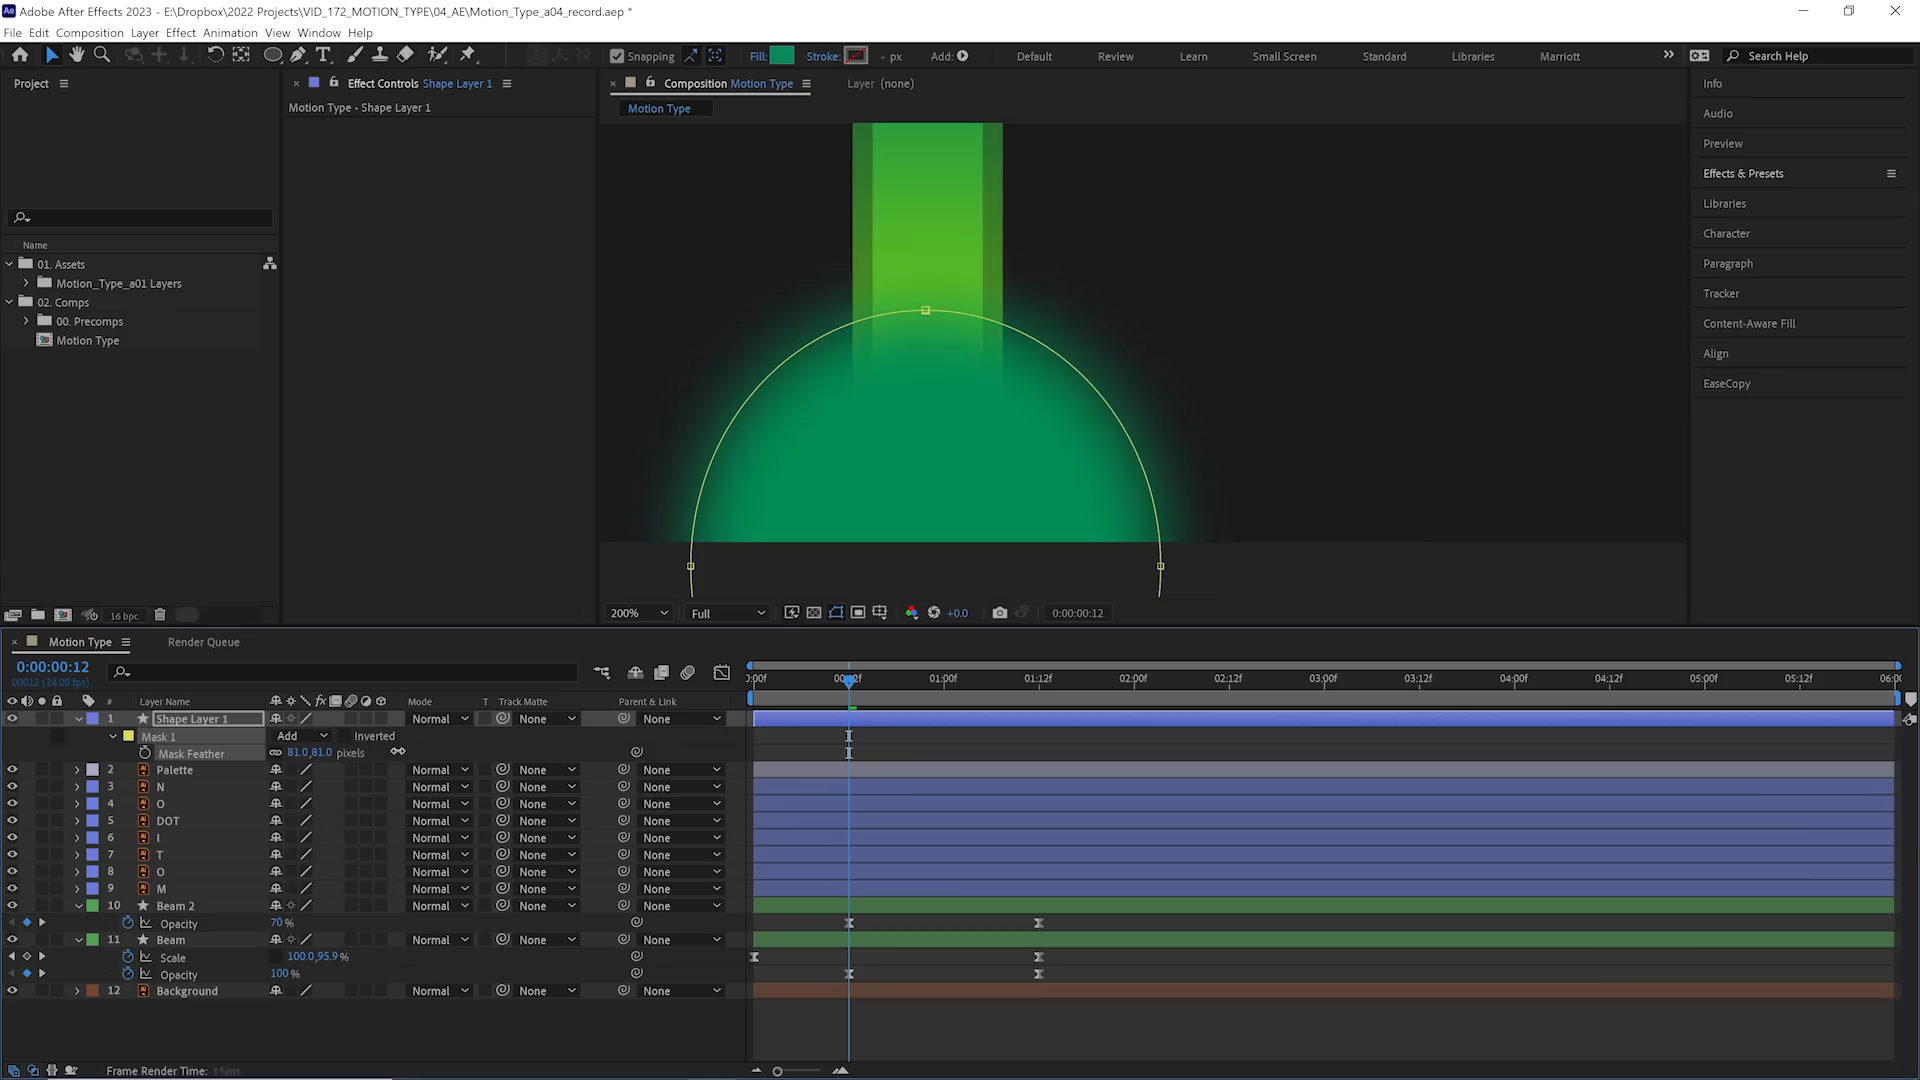 Adobe After Effects 2023 - E:\Dropbox\2022 Projects\VID_172_MOTION_TYPE\04_AE\Motion_Type_a04_record.aep *
File Edit Composition Layer Effect Animation View Window Help
Snapping Fill: Stroke: - px Add: Default Review Learn Small Screen Standard Libraries Marriott Search Help
Project Effect Controls Shape Layer 1 Composition Motion Type Layer (none) Info
Motion Type - Shape Layer 1 Motion Type
Audio
Preview
Effects & Presets
Libraries
Character
Paragraph
Tracker
Content-Aware Fill
Align
EaseCopy
Name
01. Assets
Motion_Type_a01 Layers
02. Comps
00. Precomps
Motion Type
16 bpc 200% Full +0.0 0:00:00:12
Motion Type Render Queue
0:00:00:12
00012 (24.00 fps)
:00f 01:00f 01:12f 02:00f 02:12f 03:00f 03:12f 04:00f 04:12f 05:00f 05:12f
# Layer Name Mode T Track Matte Parent & Link
1 Shape Layer 1 Normal None None
Mask 1 Add Inverted
Mask Feather 81.0,81.0 pixels
2 Palette Normal None None
3 N Normal None None
4 O Normal None None
5 DOT Normal None None
6 I Normal None None
7 T Normal None None
8 O Normal None None
9 M Normal None None
10 Beam 2 Normal None None
Opacity 70 %
11 Beam Normal None None
Scale 100.0,95.9 %
Opacity 100 %
12 Background Normal None None
Frame Render Time: 15ms